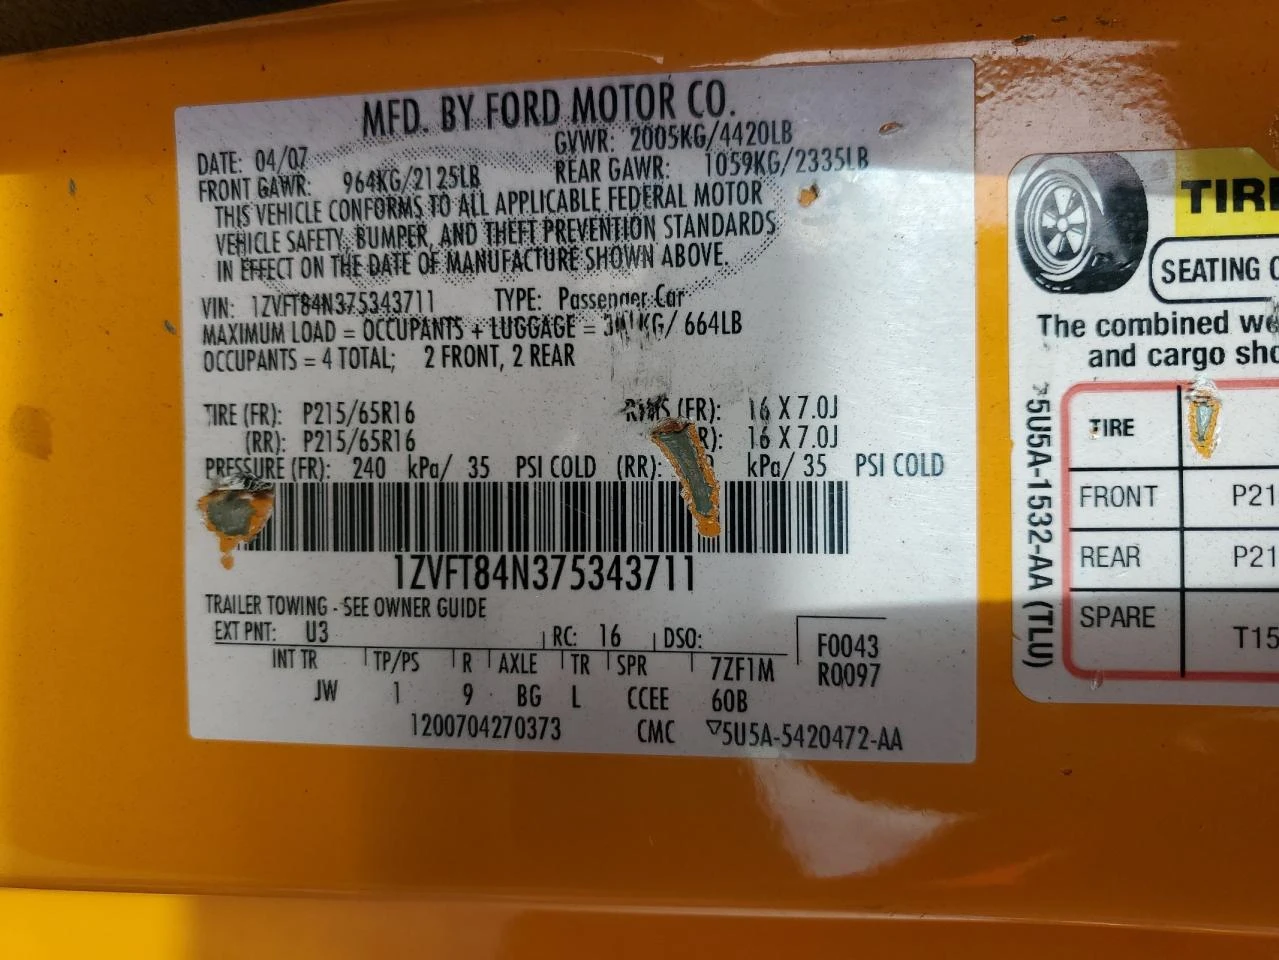 MFD. BY FORD MOTOR CO.
DATE: 04/07
GVWR: 2005KG/4420LB
FRONT GAWR: 964KG/2125LB
REAR GAWR: 1059KG/2335LB
THIS VEHICLE CONFORMS TO ALL APPLICABLE FEDERAL MOTOR
VEHICLE SAFETY, BUMPER, AND THEFT PREVENTION STANDARDS
IN EFFECT ON THE DATE OF MANUFACTURE SHOWN ABOVE.
VIN: 1ZVFT84N375343711 TYPE: Passenger Car
MAXIMUM LOAD = OCCUPANTS + LUGGAGE = / 664LB
OCCUPANTS = 4 TOTAL; 2 FRONT, 2 REAR
TIRE (FR): P215/65R16 RIMS (FR): 16 X 7.0J
(RR): P215/65R16 16 X 7.0J
PRESSURE (FR): 240 kPa/ 35 PSI COLD (RR): kPa/ 35 PSI COLD
1ZVFT84N375343711
TRAILER TOWING - SEE OWNER GUIDE
EXT PNT: U3 RC: 16 DSO: F0043
INT TR TP/PS R AXLE TR SPR 7ZF1M R0097
JW 1 9 BG L CCEE 60B
1200704270373 CMC ▽5U5A-5420472-AA
TIRE
SEATING
The combined
and cargo
TIRE
FRONT P21
REAR P21
SPARE T15
5U5A-1532-AA (TLU)